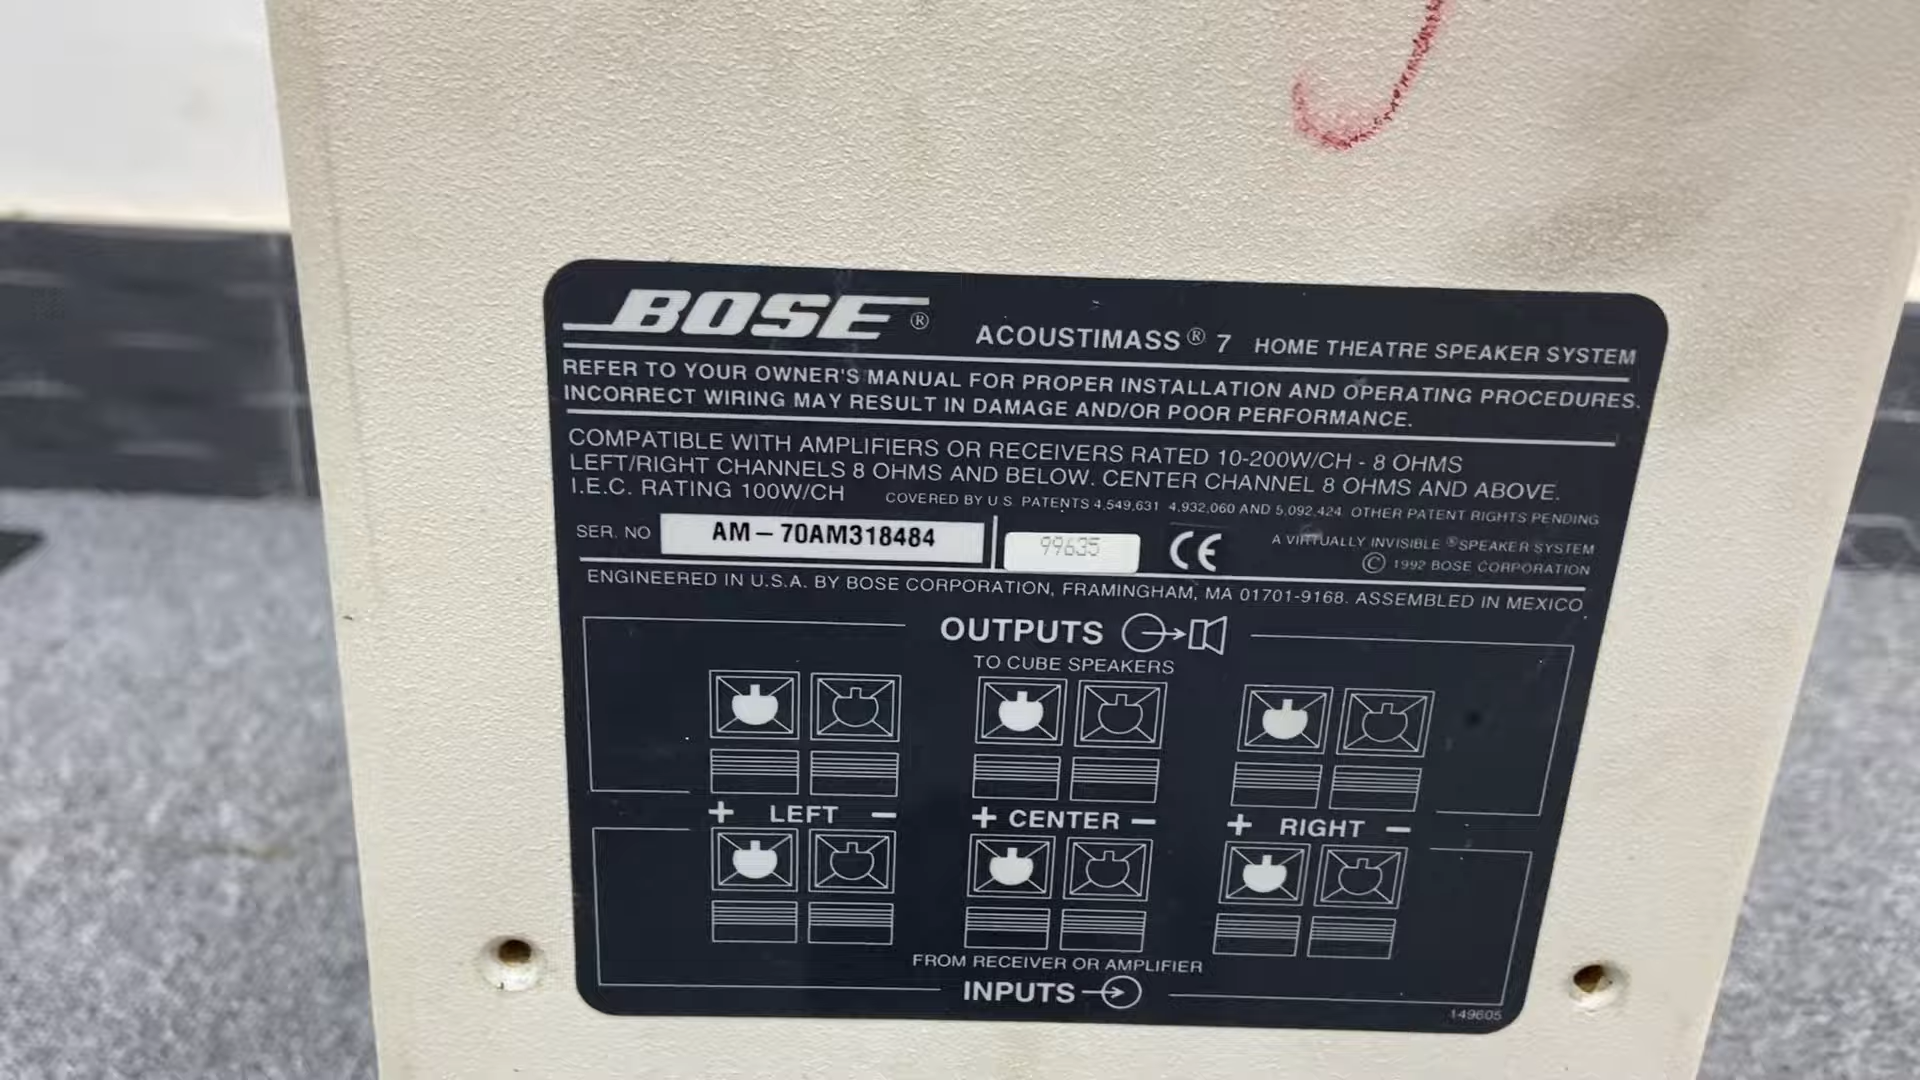 BOSE® ACOUSTIMASS® 7 HOME THEATRE SPEAKER SYSTEM
REFER TO YOUR OWNER'S MANUAL FOR PROPER INSTALLATION AND OPERATING PROCEDURES.
INCORRECT WIRING MAY RESULT IN DAMAGE AND/OR POOR PERFORMANCE.
COMPATIBLE WITH AMPLIFIERS OR RECEIVERS RATED 10-200W/CH - 8 OHMS
LEFT/RIGHT CHANNELS 8 OHMS AND BELOW. CENTER CHANNEL 8 OHMS AND ABOVE.
I.E.C. RATING 100W/CH COVERED BY U.S. PATENTS 4,549,631 4,932,060 AND 5,092,424 OTHER PATENT RIGHTS PENDING
SER. NO AM-70AM318484 99635 CE A VIRTUALLY INVISIBLE ® SPEAKER SYSTEM
© 1992 BOSE CORPORATION
ENGINEERED IN U.S.A. BY BOSE CORPORATION, FRAMINGHAM, MA 01701-9168. ASSEMBLED IN MEXICO
OUTPUTS
TO CUBE SPEAKERS
+ LEFT − + CENTER − + RIGHT −
FROM RECEIVER OR AMPLIFIER
INPUTS
149605